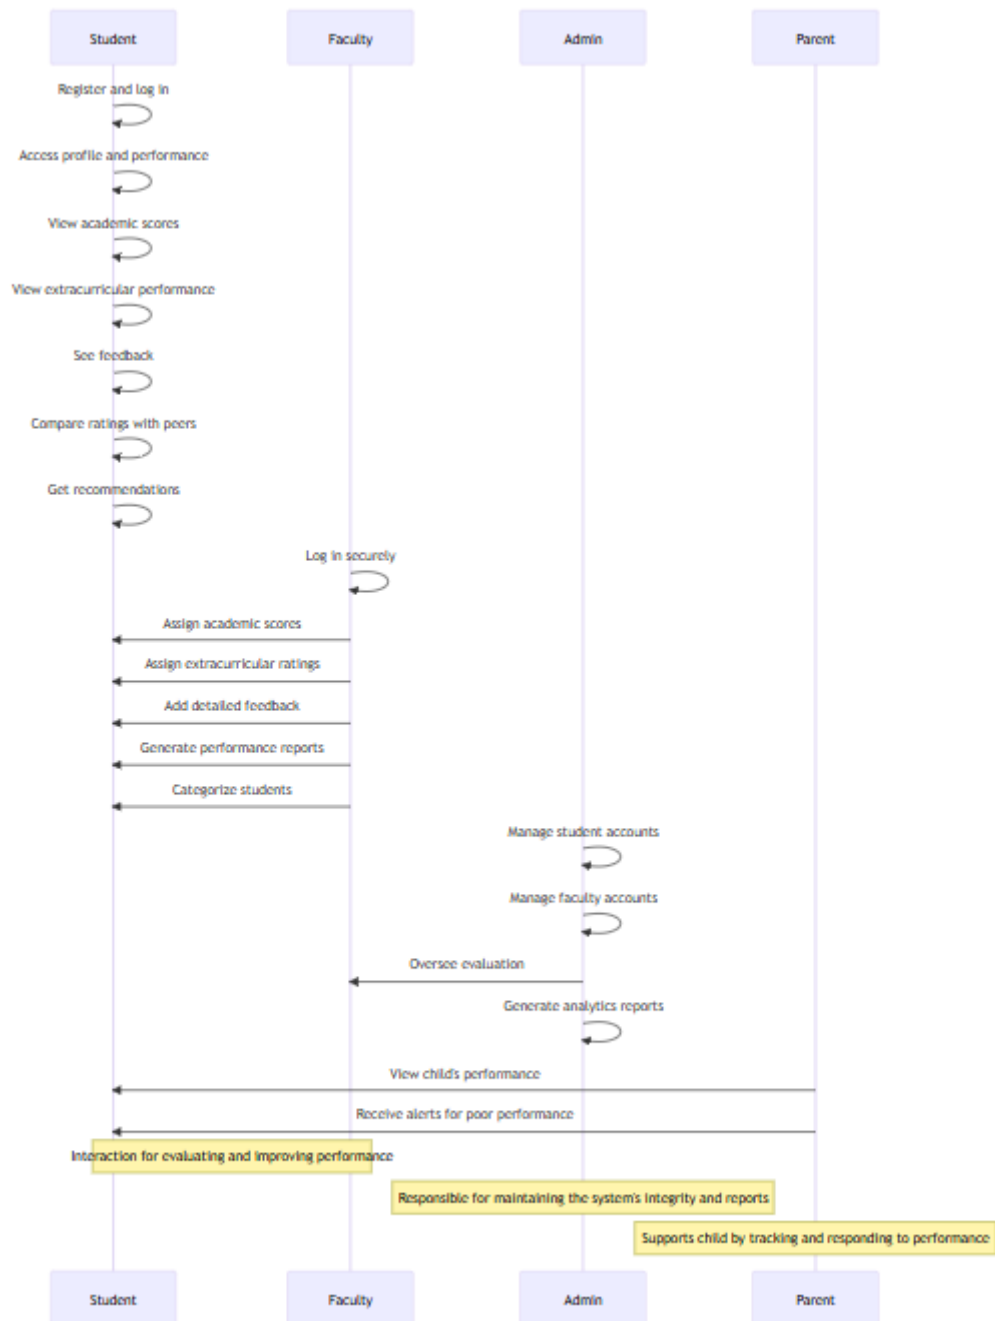 Student Faculty Admin Parent
Register and log in
Access profile and performance
View academic scores
View extracurricular performance
See feedback
Compare ratings with peers
Get recommendations
Log in securely
Assign academic scores
Assign extracurricular ratings
Add detailed feedback
Generate performance reports
Categorize students
Manage student accounts
Manage faculty accounts
Oversee evaluation
Generate analytics reports
View child's performance
Receive alerts for poor performance
Interaction for evaluating and improving performance
Responsible for maintaining the system's integrity and reports
Supports child by tracking and responding to performance
Student Faculty Admin Parent